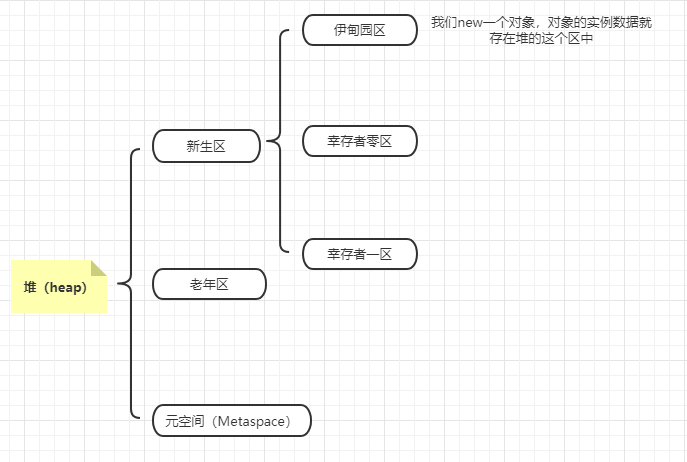 伊甸园区
我们new一个对象，对象的实例数据就
存在堆的这个区中
新生区
幸存者零区
幸存者一区
堆（heap）
老年区
元空间（Metaspace）